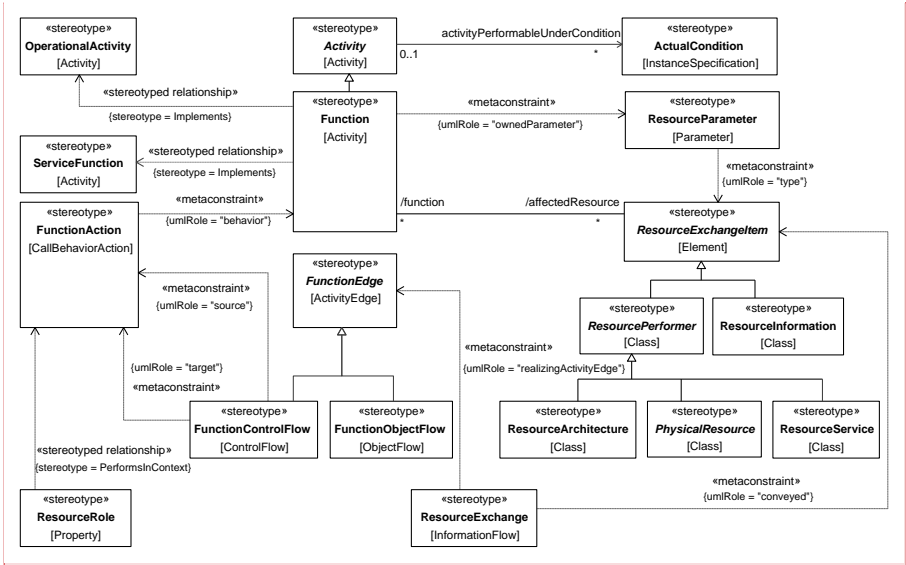 «stereotype»
OperationalActivity
[Activity]
«stereotype»
Activity
[Activity]
activityPerformableUnderCondition
0..1
*
«stereotype»
ActualCondition
[InstanceSpecification]
«stereotyped relationship»
{stereotype = Implements}
«stereotype»
Function
[Activity]
«metaconstraint»
{umlRole = "ownedParameter"}
«stereotype»
ResourceParameter
[Parameter]
«stereotype»
ServiceFunction
[Activity]
«stereotyped relationship»
{stereotype = Implements}
«metaconstraint»
{umlRole = "type"}
«stereotype»
FunctionAction
[CallBehaviorAction]
«metaconstraint»
{umlRole = "behavior"}
/function
*
/affectedResource
*
«stereotype»
ResourceExchangeItem
[Element]
«metaconstraint»
{umlRole = "source"}
«stereotype»
FunctionEdge
[ActivityEdge]
«stereotype»
ResourcePerformer
[Class]
«stereotype»
ResourceInformation
[Class]
{umlRole = "target"}
«metaconstraint»
«metaconstraint»
{umlRole = "realizingActivityEdge"}
«stereotype»
FunctionControlFlow
[ControlFlow]
«stereotype»
FunctionObjectFlow
[ObjectFlow]
«stereotype»
ResourceArchitecture
[Class]
«stereotype»
PhysicalResource
[Class]
«stereotype»
ResourceService
[Class]
«stereotyped relationship»
{stereotype = PerformsInContext}
«metaconstraint»
{umlRole = "conveyed"}
«stereotype»
ResourceRole
[Property]
«stereotype»
ResourceExchange
[InformationFlow]